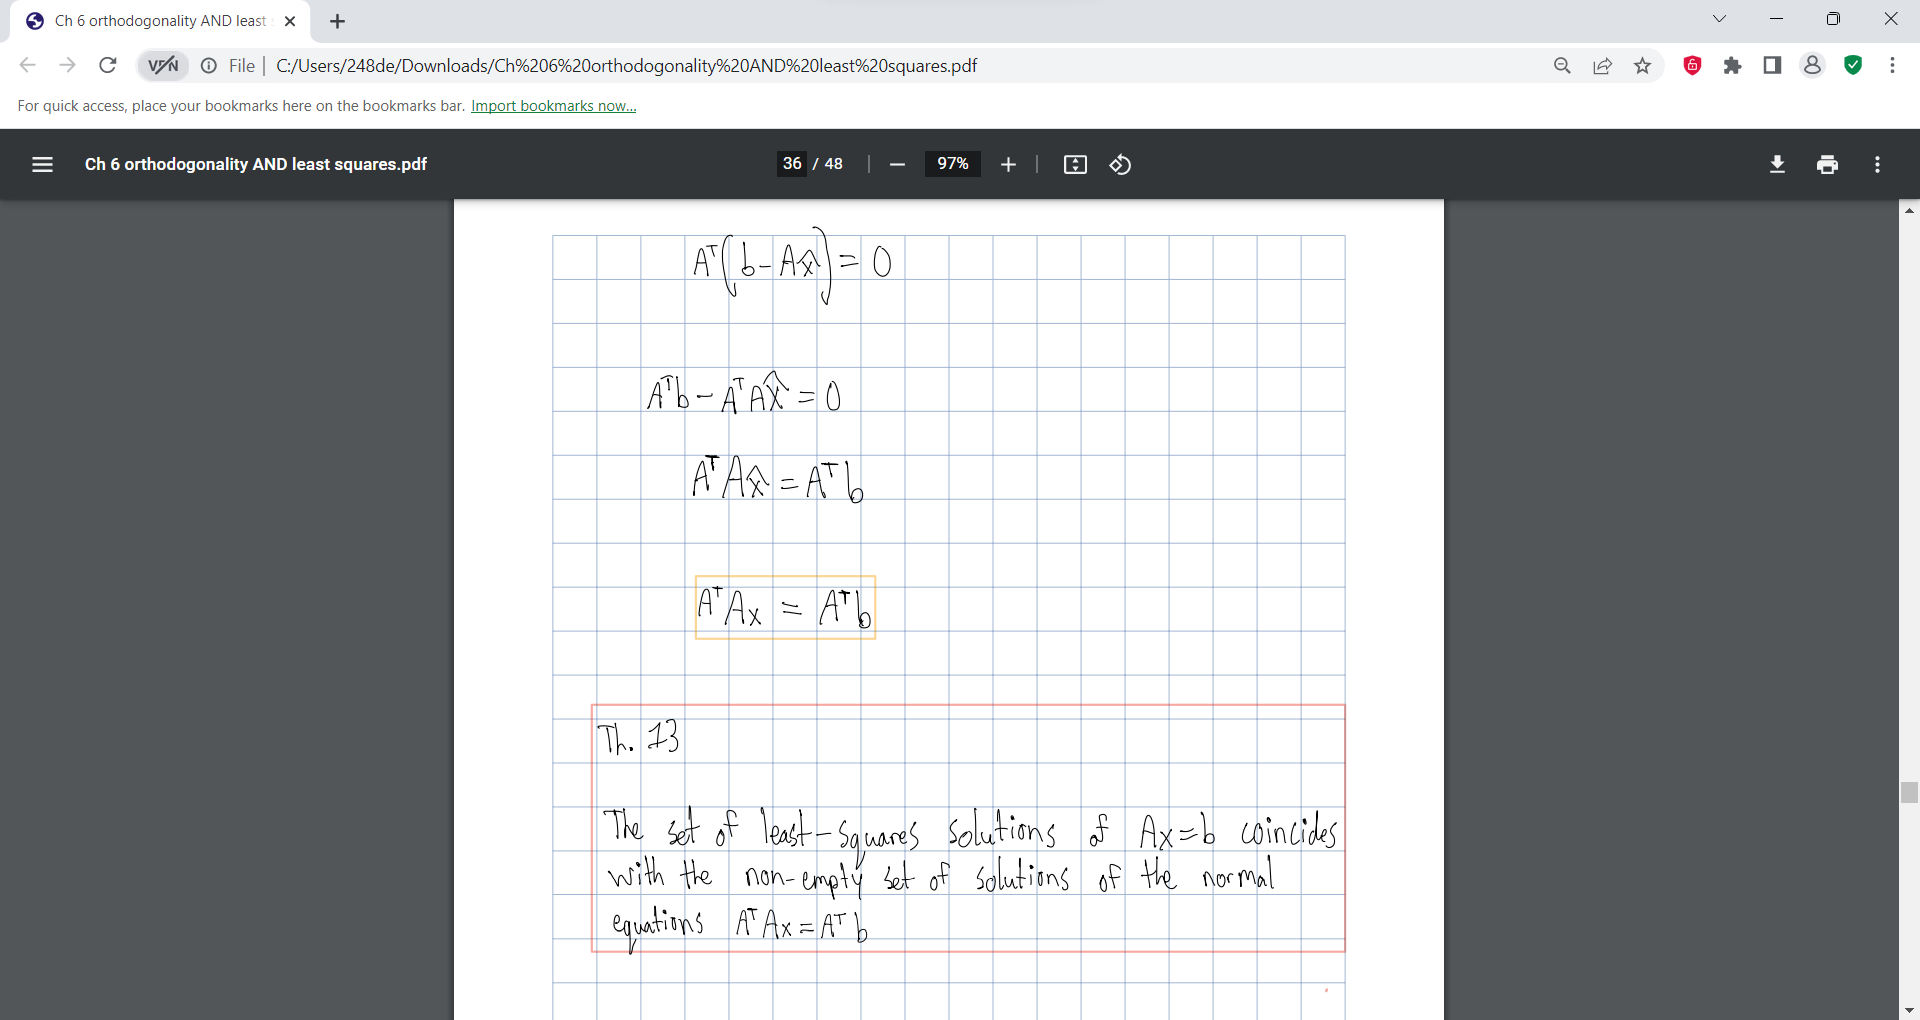 Ch 6 orthodogonality AND least
File | C:/Users/248de/Downloads/Ch%206%20orthodogonality%20AND%20least%20squares.pdf
For quick access, place your bookmarks here on the bookmarks bar. Import bookmarks now...
Ch 6 orthodogonality AND least squares.pdf
36 / 48
97%
Aᵀ(b-Ax̂) = 0
Aᵀb - AᵀAx̂ = 0
AᵀAx̂ = Aᵀb
AᵀAx = Aᵀb
Th. 13
The set of least-squares solutions of Ax=b coincides
with the non-empty set of solutions of the normal
equations AᵀAx=Aᵀb